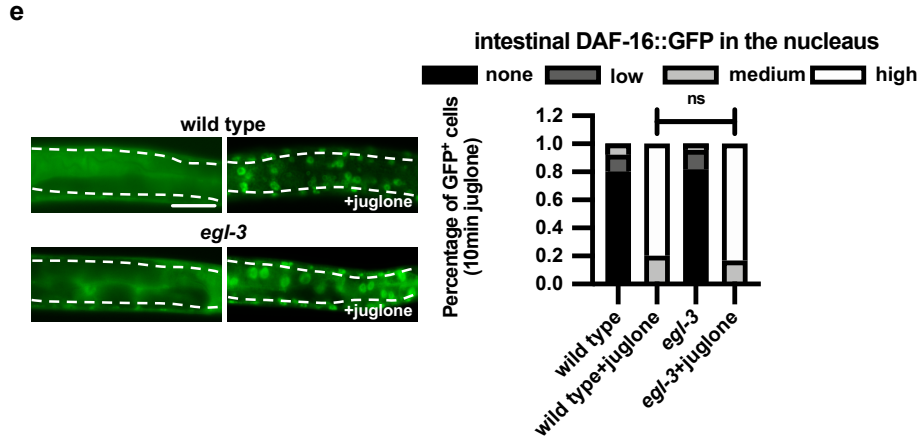 e
intestinal DAF-16::GFP in the nucleaus
none low medium high
wild type
+juglone
egl-3
+juglone
Percentage of GFP+ cells
(10min juglone)
ns
1.2
1.0
0.8
0.6
0.4
0.2
0.0
wild type
wild type+juglone
egl-3
egl-3+juglone